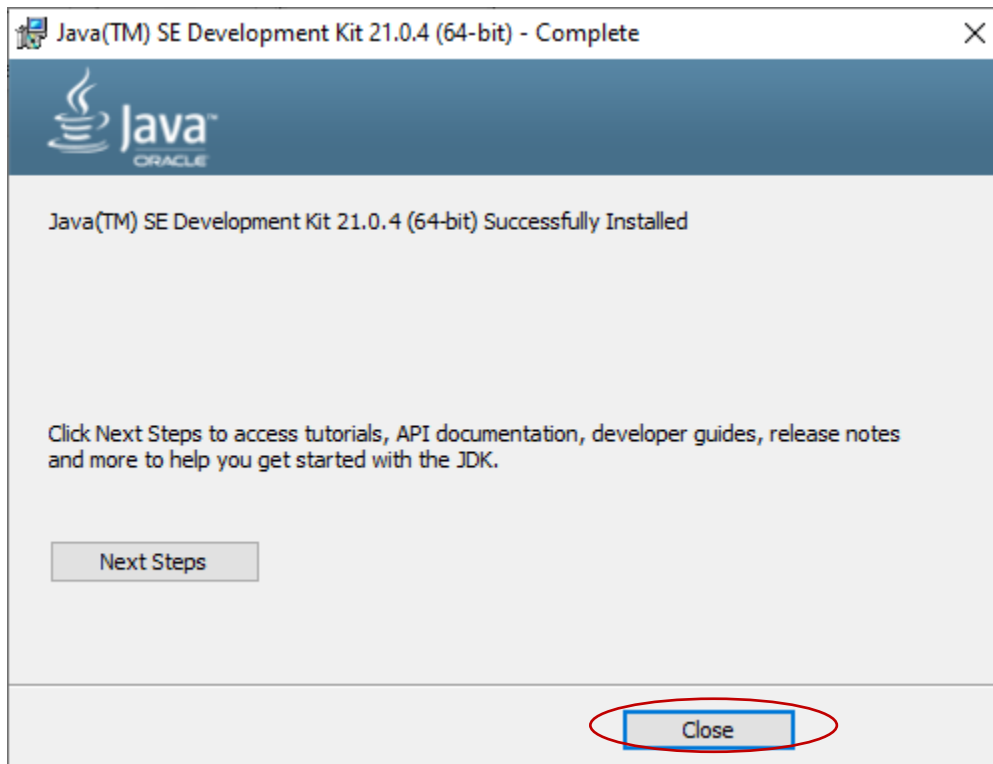 Java(TM) SE Development Kit 21.0.4 (64-bit) - Complete
Java™
ORACLE
Java(TM) SE Development Kit 21.0.4 (64-bit) Successfully Installed
Click Next Steps to access tutorials, API documentation, developer guides, release notes
and more to help you get started with the JDK.
Next Steps
Close